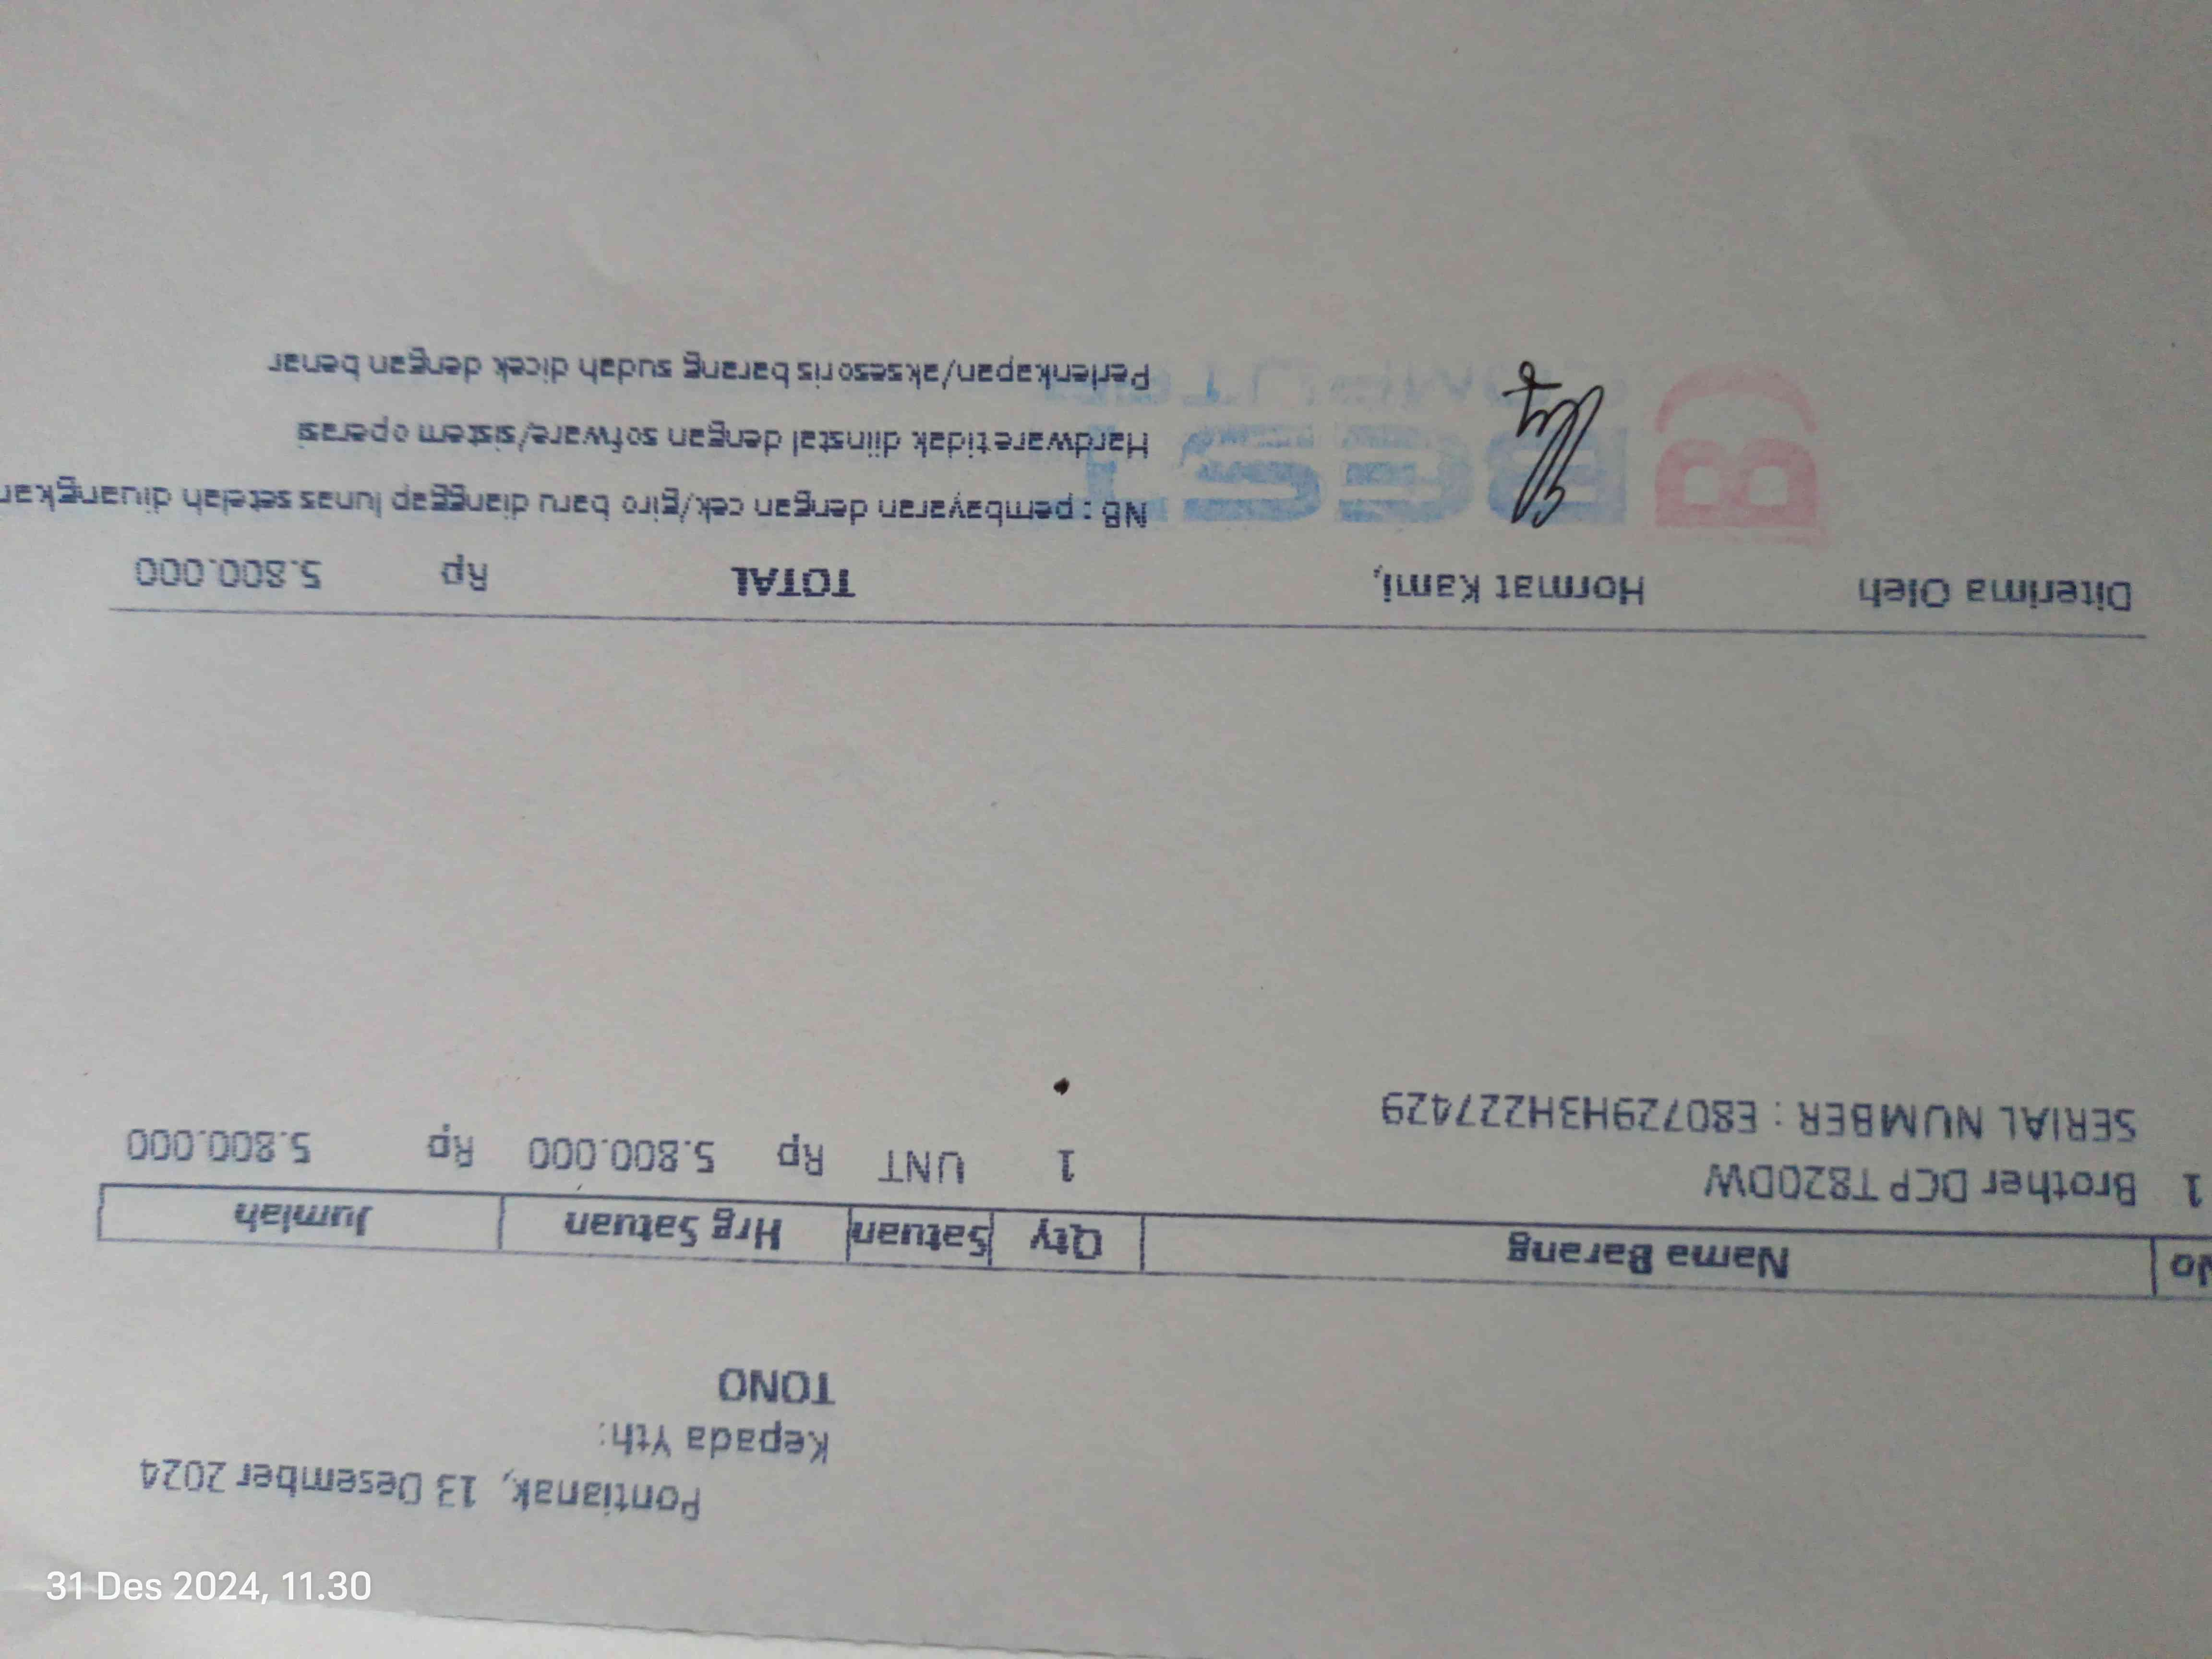 Pontianak, 13 Desember 2024
Kepada Yth:
TONO
No Nama Barang Qty Satuan Hrg Satuan Jumlah
1 Brother DCP T820DW 1 UNT Rp 5.800.000 Rp 5.800.000
SERIAL NUMBER : E80729H3H227429
Diterima Oleh Hormat Kami, TOTAL Rp 5.800.000
NB : pembayaran dengan cek/giro baru dianggap lunas setelah diuangkan
Hardware tidak diinstal dengan sofware/sistem operasi
Perlenkapan/aksesoris barang sudah dicek dengan benar
B BEST
COMPUTER
31 Des 2024, 11.30